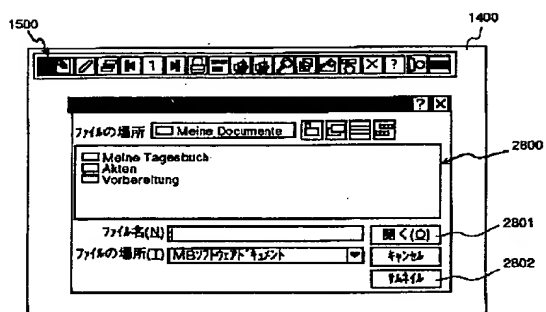 1500
1400
1
?
? ×
ファイルの場所 Meine Documente
2800
Meine Tagesbuch
Akten
Vorbereitung
ファイル名(N)
開く(O)
2801
ファイルの場所(I) MBソフトウェアドキュメント
キャンセル
2802
サムネイル